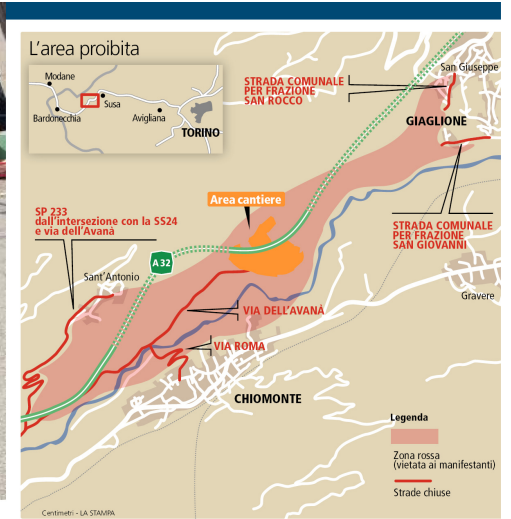 L'area proibita
Modane
Susa
Bardonecchia
Avigliana
TORINO
San Giuseppe
STRADA COMUNALE
PER FRAZIONE
SAN ROCCO
GIAGLIONE
Area cantiere
SP 233
dall'intersezione con la SS24
e via dell'Avanà
STRADA COMUNALE
PER FRAZIONE
SAN GIOVANNI
A 32
Sant'Antonio
Gravere
VIA DELL'AVANÀ
VIA ROMA
CHIOMONTE
Legenda
Zona rossa
(vietata ai manifestanti)
Strade chiuse
Centimetri - LA STAMPA